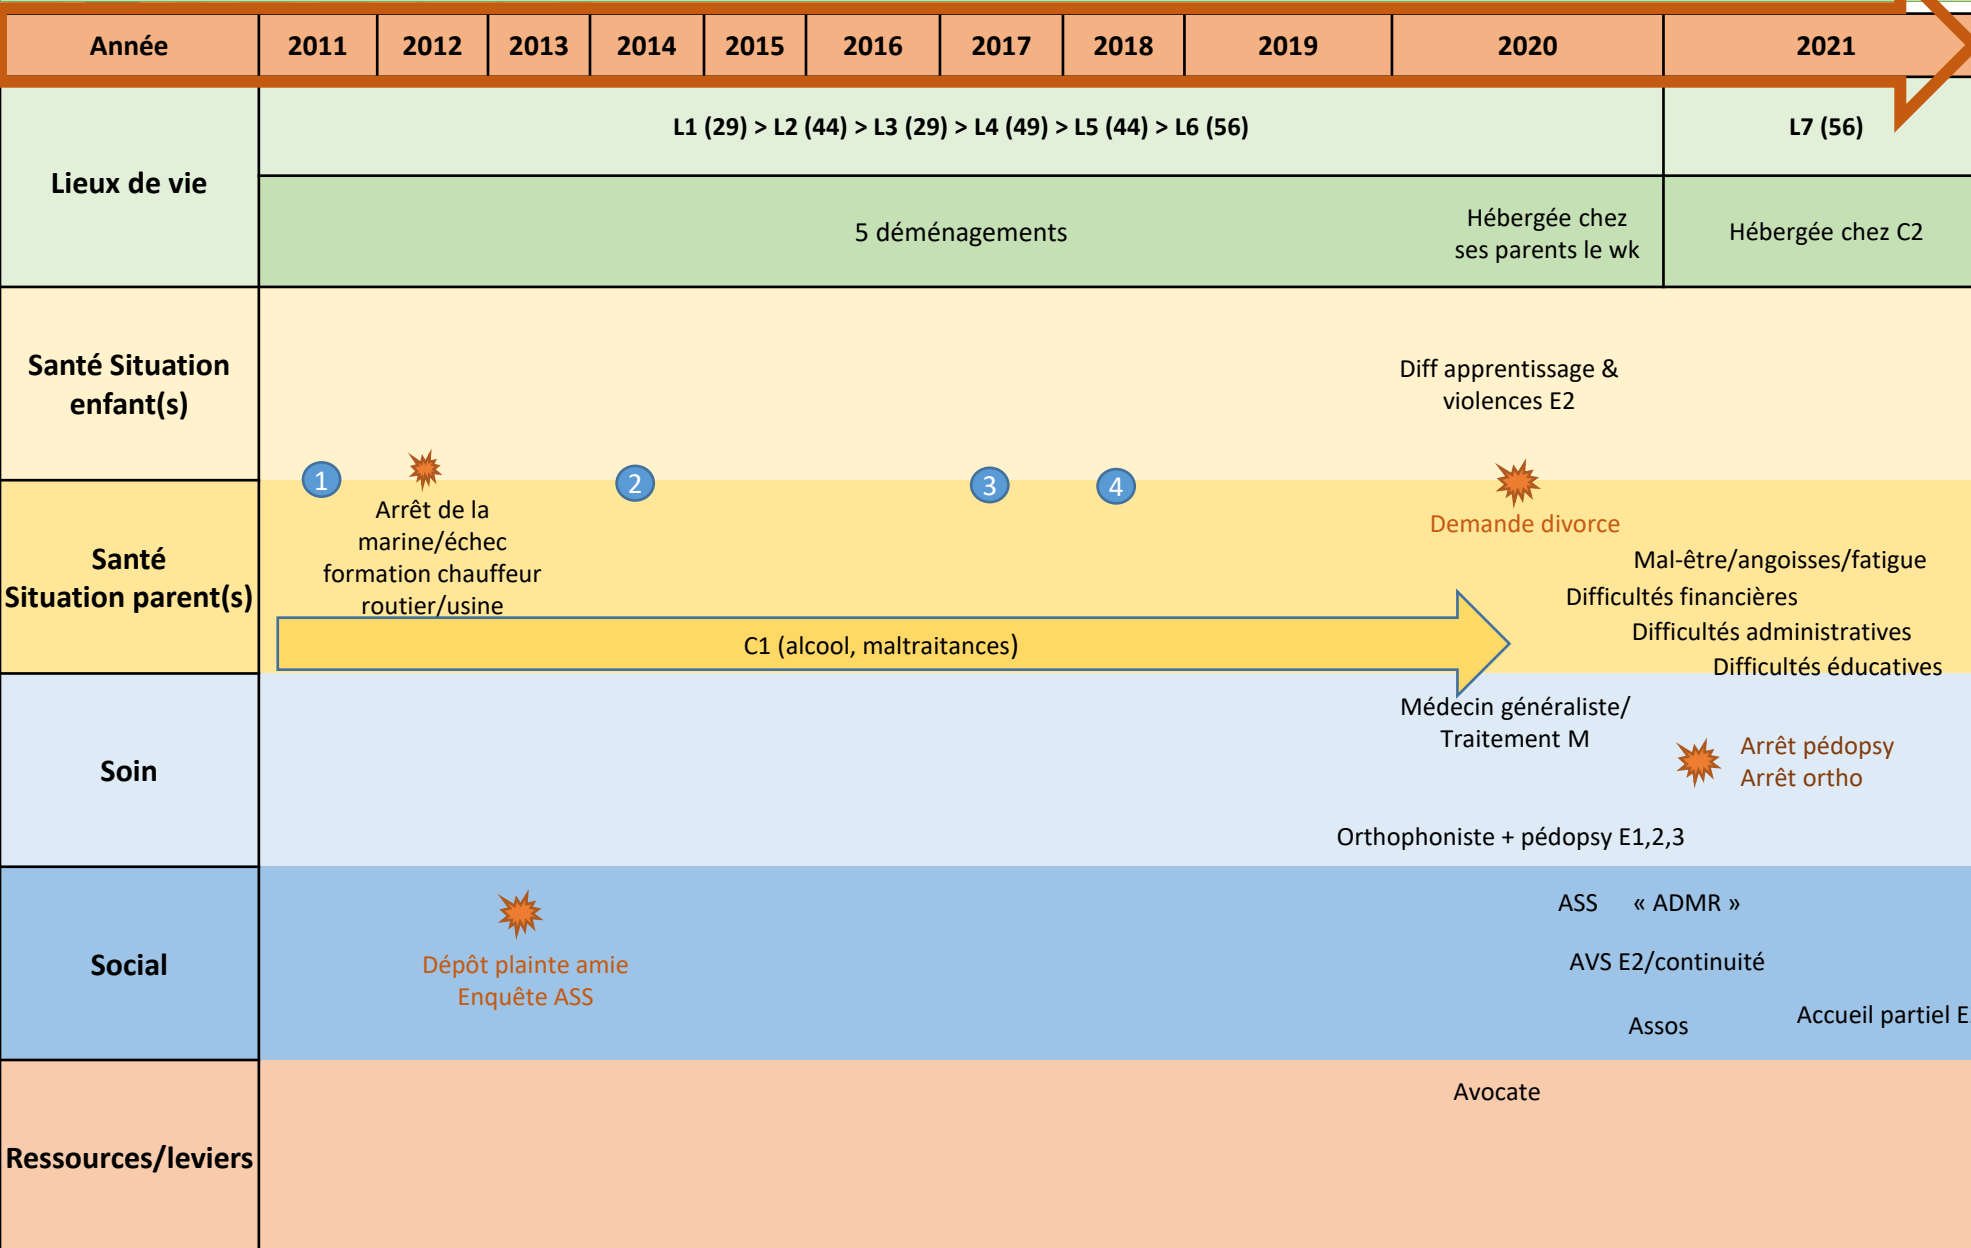 Année 2011 2012 2013 2014 2015 2016 2017 2018 2019 2020 2021
Lieux de vie
L1 (29) > L2 (44) > L3 (29) > L4 (49) > L5 (44) > L6 (56)
L7 (56)
5 déménagements
Hébergée chez
ses parents le wk
Hébergée chez C2
Santé Situation
enfant(s)
Diff apprentissage &
violences E2
1
2
3
4
Santé
Situation parent(s)
Arrêt de la
marine/échec
formation chauffeur
routier/usine
Demande divorce
Mal-être/angoisses/fatigue
Difficultés financières
Difficultés administratives
Difficultés éducatives
C1 (alcool, maltraitances)
Soin
Médecin généraliste/
Traitement M
Arrêt pédopsy
Arrêt ortho
Orthophoniste + pédopsy E1,2,3
Social
Dépôt plainte amie
Enquête ASS
ASS « ADMR »
AVS E2/continuité
Assos
Accueil partiel E
Ressources/leviers
Avocate